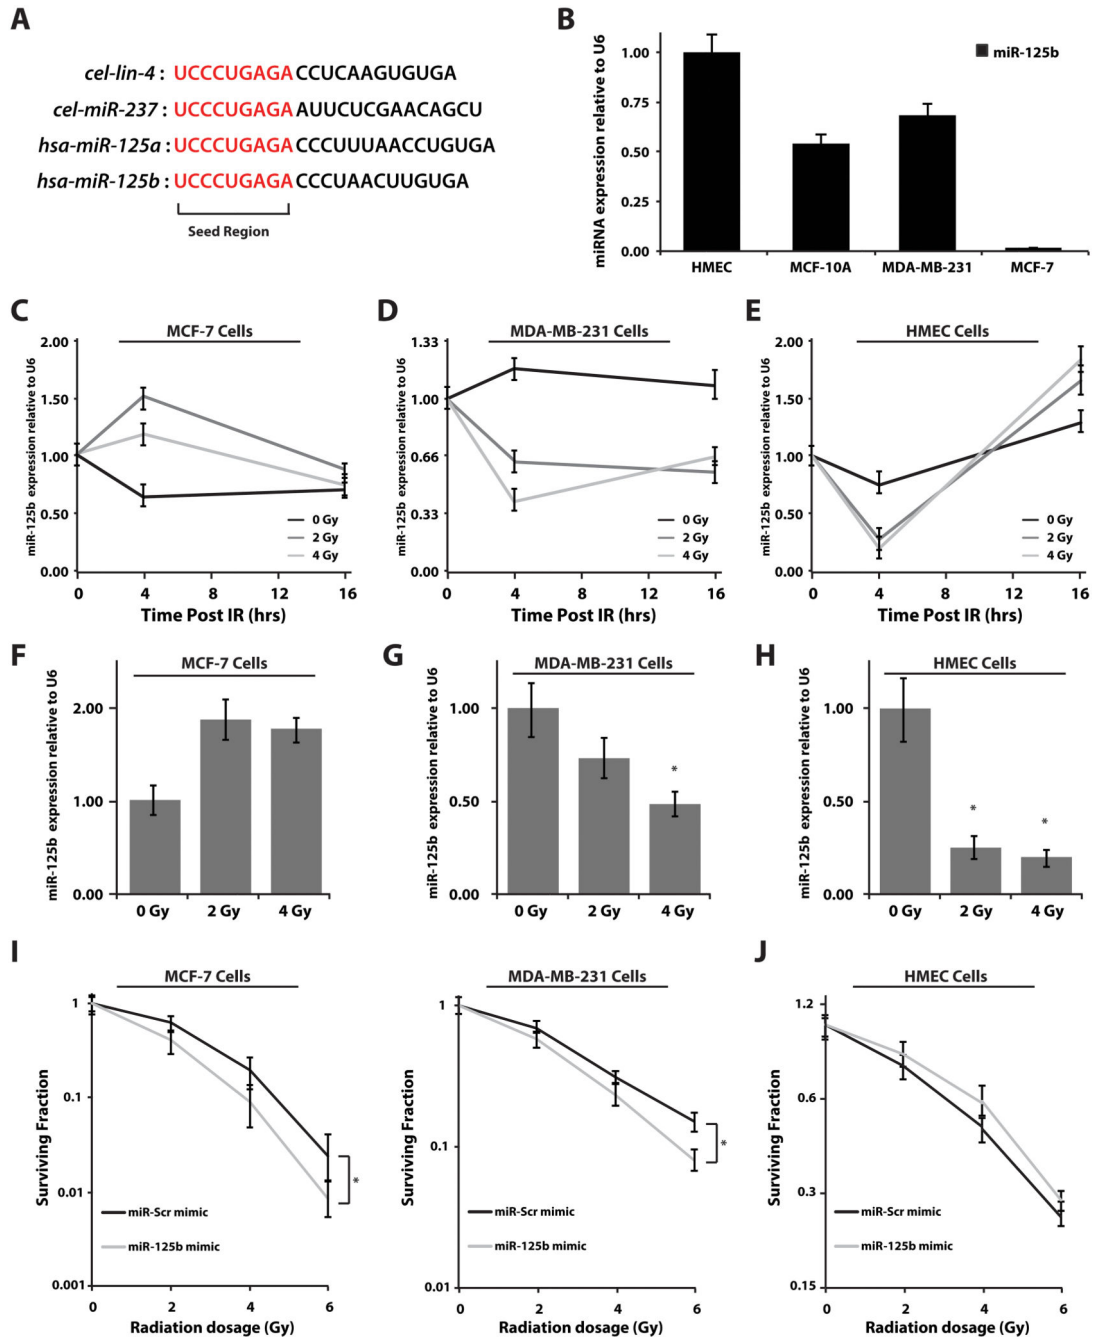 A
cel-lin-4 : UCCCUGAGA CCUCAAGUGUGA
cel-miR-237 : UCCCUGAGA AUUCUCGAACAGCU
hsa-miR-125a : UCCCUGAGA CCCUUUAACCUGUGA
hsa-miR-125b : UCCCUGAGA CCCUAACUUGUGA
Seed Region
B
miRNA expression relative to U6
1.00
0.75
0.50
0.25
0.00
miR-125b
HMEC MCF-10A MDA-MB-231 MCF-7
C
MCF-7 Cells
miR-125b expression relative to U6
2.00
1.50
1.00
0.50
0.00
0 Gy
2 Gy
4 Gy
0 4 8 12 16
Time Post IR (hrs)
D
MDA-MB-231 Cells
miR-125b expression relative to U6
1.33
1.00
0.66
0.33
0.00
0 Gy
2 Gy
4 Gy
0 4 8 12 16
Time Post IR (hrs)
E
HMEC Cells
miR-125b expression relative to U6
2.00
1.50
1.00
0.50
0.00
0 Gy
2 Gy
4 Gy
0 4 8 12 16
Time Post IR (hrs)
F
MCF-7 Cells
miR-125b expression relative to U6
2.00
1.00
0.00
0 Gy 2 Gy 4 Gy
G
MDA-MB-231 Cells
miR-125b expression relative to U6
1.00
0.50
0.00
*
0 Gy 2 Gy 4 Gy
H
HMEC Cells
miR-125b expression relative to U6
1.00
0.50
0.00
* *
0 Gy 2 Gy 4 Gy
I
MCF-7 Cells
Surviving Fraction
1
0.1
0.01
0.001
*
miR-Scr mimic
miR-125b mimic
0 2 4 6
Radiation dosage (Gy)
MDA-MB-231 Cells
Surviving Fraction
1
0.1
0.01
*
miR-Scr mimic
miR-125b mimic
0 2 4 6
Radiation dosage (Gy)
J
HMEC Cells
Surviving Fraction
1.2
0.6
0.3
0.15
miR-Scr mimic
miR-125b mimic
0 2 4 6
Radiation dosage (Gy)